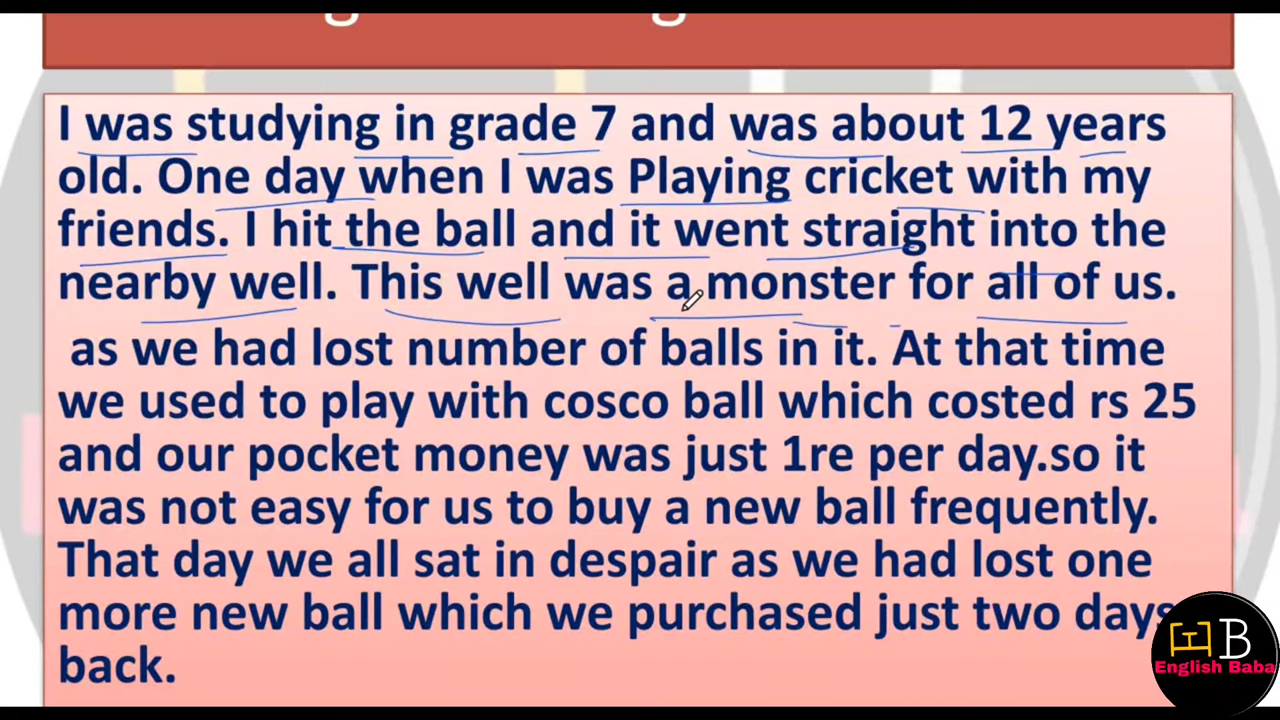 I was studying in grade 7 and was about 12 years
old. One day when I was Playing cricket with my
friends. I hit the ball and it went straight into the
nearby well. This well was a monster for all of us.
as we had lost number of balls in it. At that time
we used to play with cosco ball which costed rs 25
and our pocket money was just 1re per day.so it
was not easy for us to buy a new ball frequently.
That day we all sat in despair as we had lost one
more new ball which we purchased just two days
back.
EB
English Baba